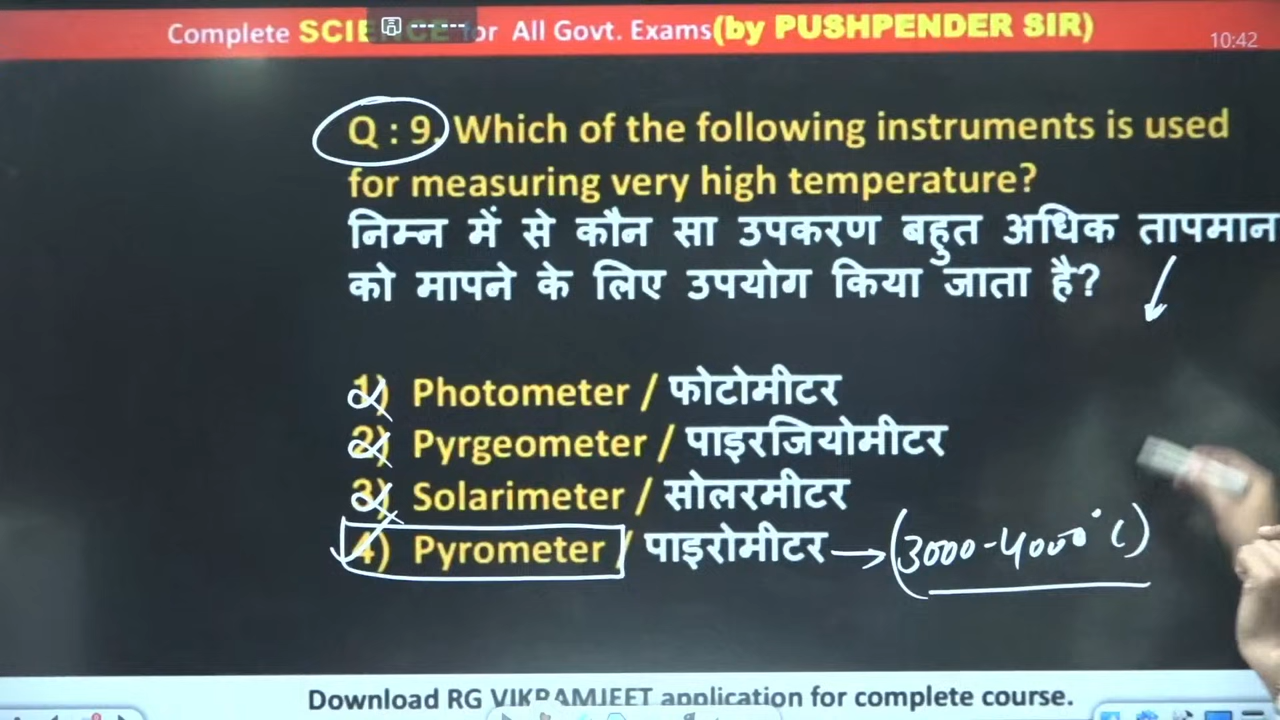 Complete SCIENCE for All Govt. Exams(by PUSHPENDER SIR)
10:42
Q : 9. Which of the following instruments is used
for measuring very high temperature?
निम्न में से कौन सा उपकरण बहुत अधिक तापमान
को मापने के लिए उपयोग किया जाता है?
1) Photometer / फोटोमीटर
2) Pyrgeometer / पाइरजियोमीटर
3) Solarimeter / सोलरमीटर
4) Pyrometer / पाइरोमीटर → (3000-4000°C)
Download RG VIKRAMJEET application for complete course.